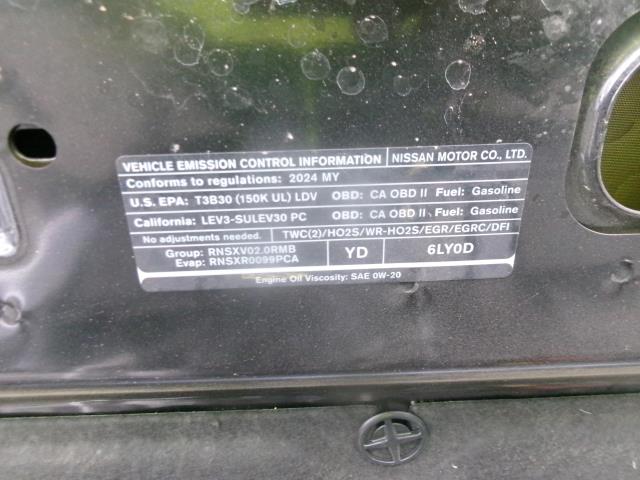 VEHICLE EMISSION CONTROL INFORMATION NISSAN MOTOR CO., LTD.
Conforms to regulations: 2024 MY
U.S. EPA: T3B30 (150K UL) LDV OBD: CA OBD II Fuel: Gasoline
California: LEV3-SULEV30 PC OBD: CA OBD II Fuel: Gasoline
No adjustments needed. TWC(2)/HO2S/WR-HO2S/EGR/EGRC/DFI
Group: RNSXV02.0RMB YD 6LY0D
Evap: RNSXR0099PCA
Engine Oil Viscosity: SAE 0W-20